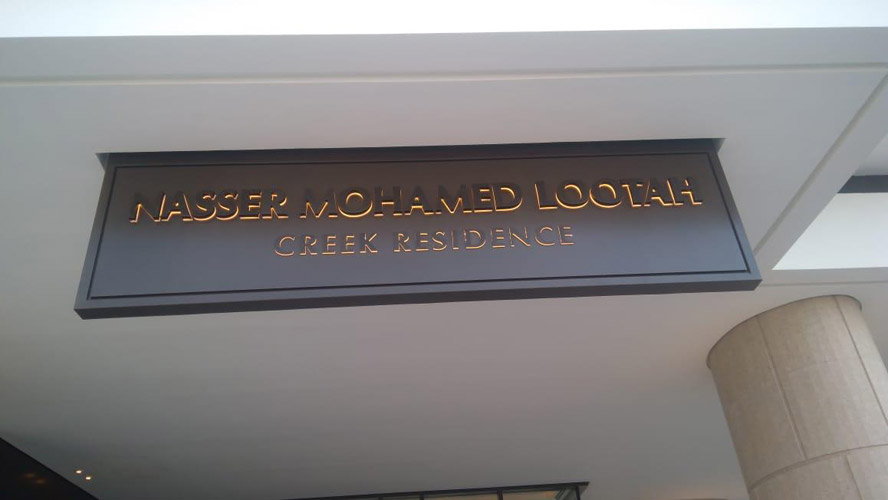 NASSER MOHAMED LOOTAH
CREEK RESIDENCE